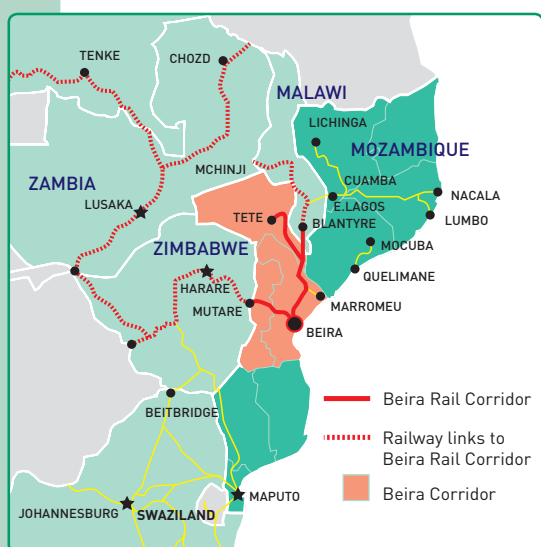 TENKE
CHOZD
MALAWI
LICHINGA
MOZAMBIQUE
MCHINJI
CUAMBA
ZAMBIA
NACALA
LUSAKA
E.LAGOS
TETE
BLANTYRE
LUMBO
MOCUBA
ZIMBABWE
QUELIMANE
HARARE
MARROMEU
MUTARE
BEIRA
Beira Rail Corridor
BEITBRIDGE
Railway links to
Beira Rail Corridor
Beira Corridor
MAPUTO
JOHANNESBURG
SWAZILAND